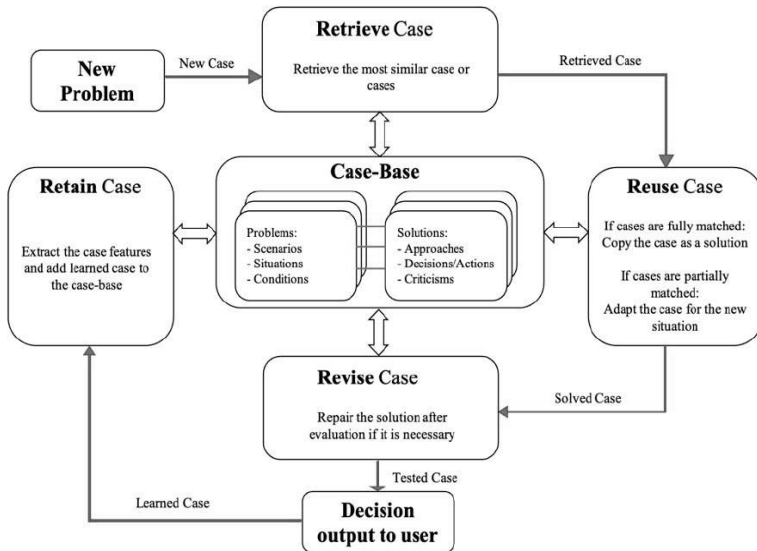 New
Problem
New Case
Retrieve Case
Retrieve the most similar case or
cases
Retrieved Case
Retain Case
Extract the case features
and add learned case to
the case-base
Case-Base
Problems:
- Scenarios
- Situations
- Conditions
Solutions:
- Approaches
- Decisions/Actions
- Criticisms
Reuse Case
If cases are fully matched:
Copy the case as a solution
If cases are partially
matched:
Adapt the case for the new
situation
Revise Case
Repair the solution after
evaluation if it is necessary
Solved Case
Tested Case
Learned Case
Decision
output to user